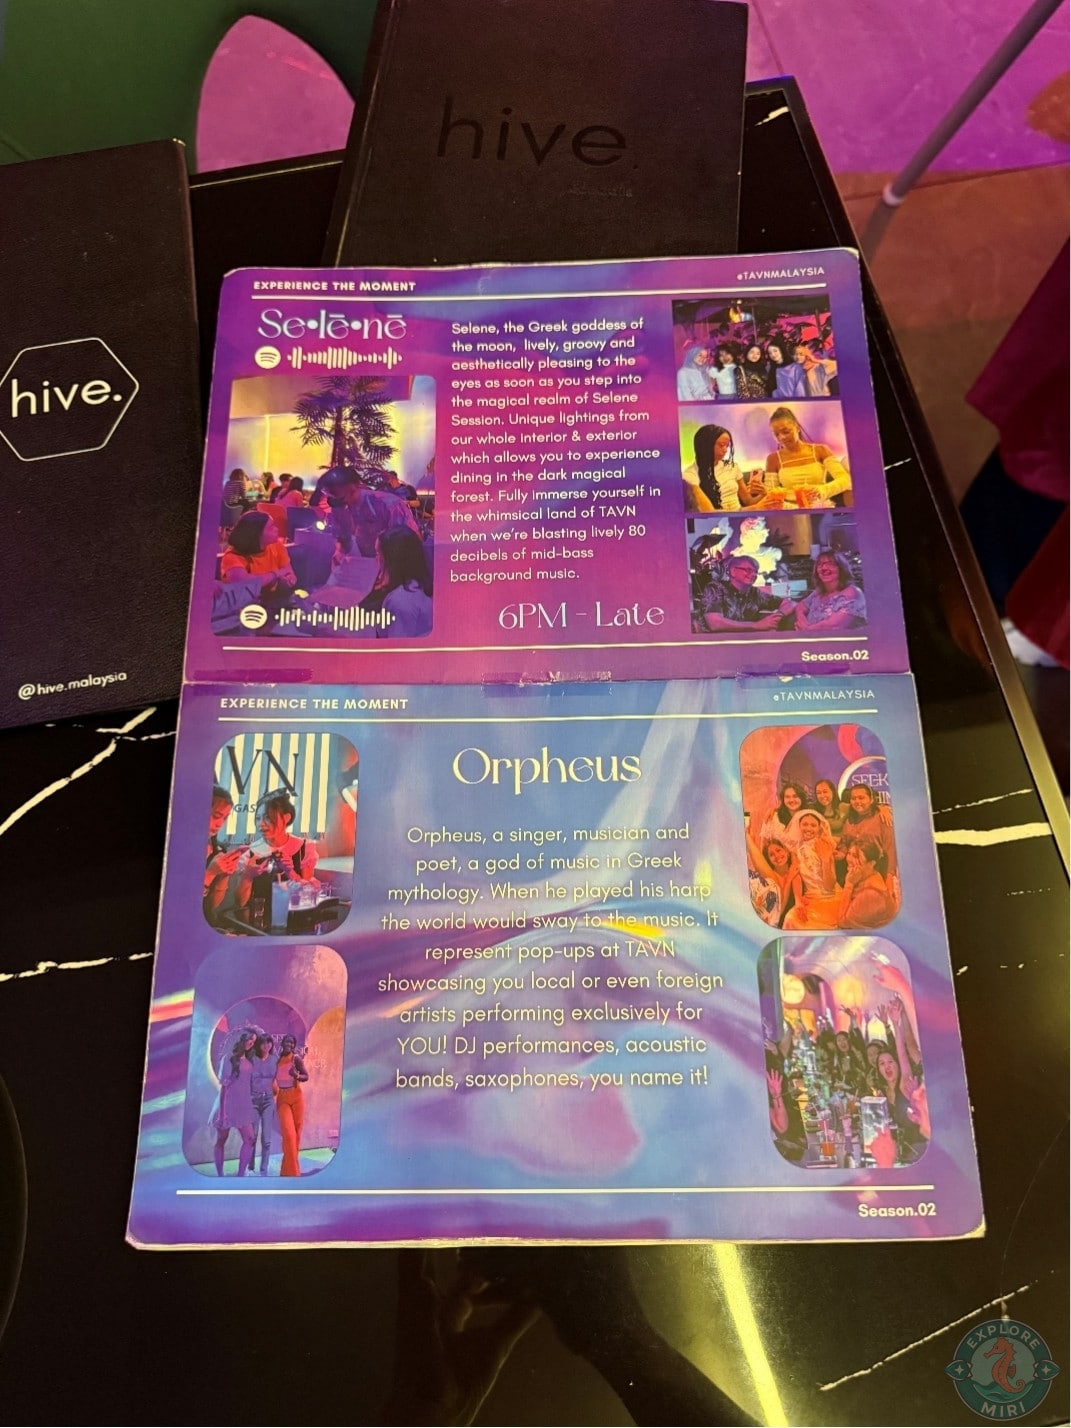 hive.
hive.
@hive.malaysia
EXPERIENCE THE MOMENT
@TAVNMALAYSIA
Se•lē•nē
Selene, the Greek goddess of
the moon, lively, groovy and
aesthetically pleasing to the
eyes as soon as you step into
the magical realm of Selene
Session. Unique lightings from
our whole interior & exterior
which allows you to experience
dining in the dark magical
forest. Fully immerse yourself in
the whimsical land of TAVN
when we're blasting lively 80
decibels of mid-bass
background music.
6PM - Late
Season.02
EXPERIENCE THE MOMENT
@TAVNMALAYSIA
VN
GAS
SEEK
Orpheus
Orpheus, a singer, musician and
poet, a god of music in Greek
mythology. When he played his harp
the world would sway to the music. It
represent pop-ups at TAVN
showcasing you local or even foreign
artists performing exclusively for
YOU! DJ performances, acoustic
bands, saxophones, you name it!
Season.02
EXPLORE
MIRI